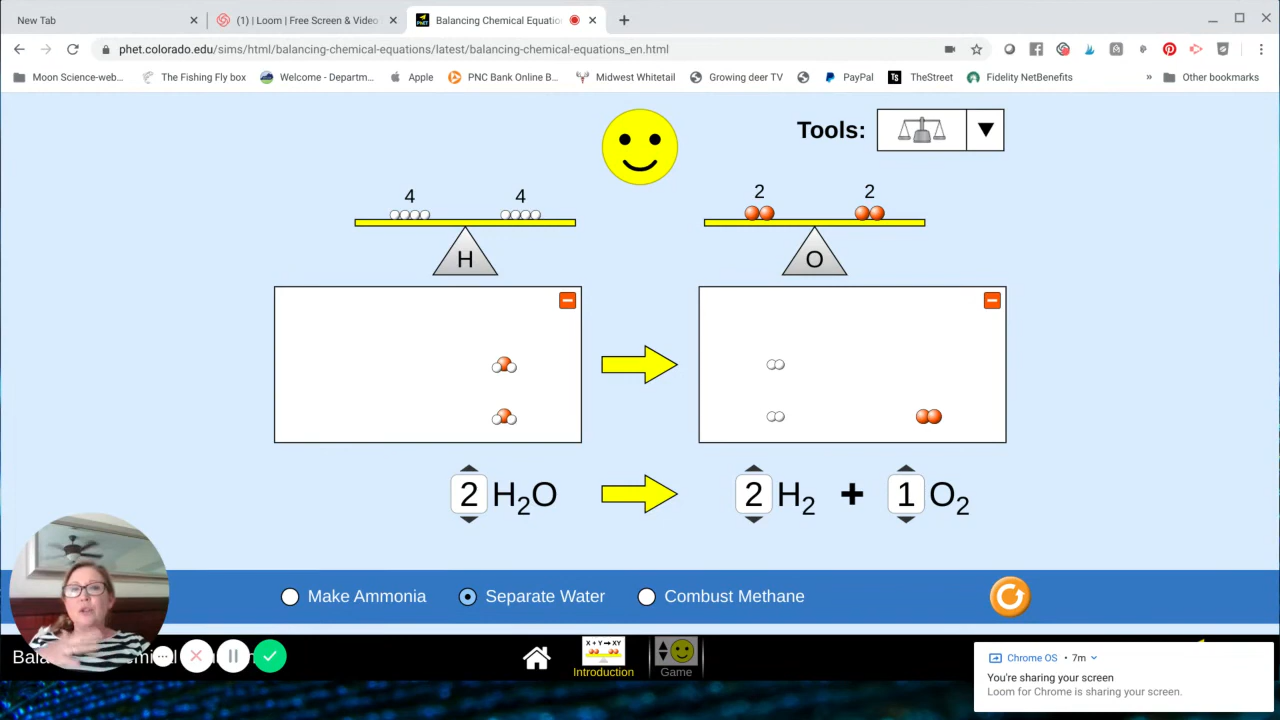 New Tab
(1) | Loom | Free Screen & Video
PhET
Balancing Chemical Equatio
phet.colorado.edu/sims/html/balancing-chemical-equations/latest/balancing-chemical-equations_en.html
Moon Science-web...
The Fishing Fly box
Welcome - Departm...
Apple
PNC Bank Online B...
Midwest Whitetail
Growing deer TV
PayPal
TS
TheStreet
Fidelity NetBenefits
»
Other bookmarks
Tools:
4 4
2 2
H
O
2 H₂O
2 H₂ + 1 O₂
Make Ammonia
Separate Water
Combust Methane
X + Y → XY
Introduction
Game
Chrome OS • 7m
You're sharing your screen
Loom for Chrome is sharing your screen.